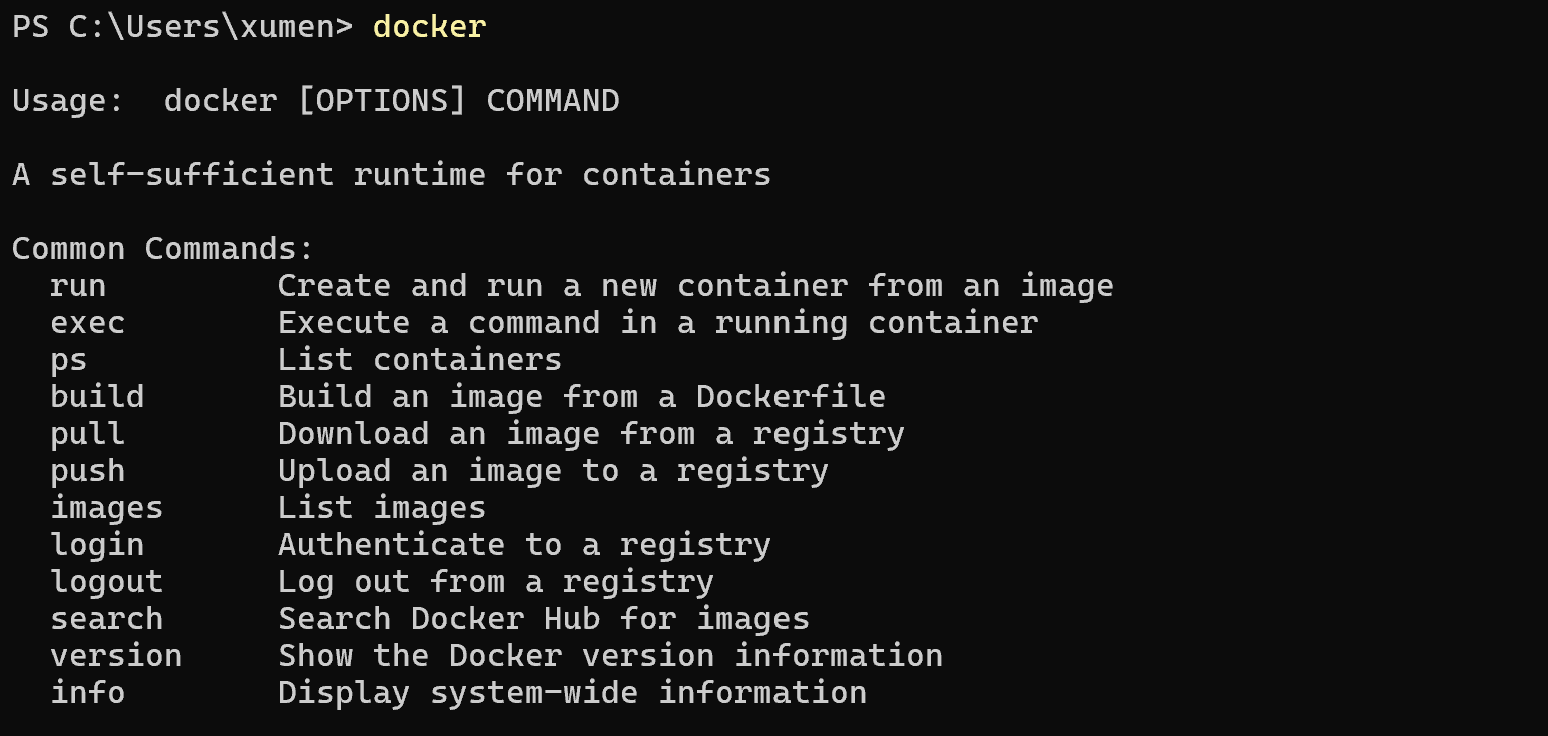 PS C:\Users\xumen> docker
Usage:  docker [OPTIONS] COMMAND
A self-sufficient runtime for containers
Common Commands:
  run         Create and run a new container from an image
  exec        Execute a command in a running container
  ps          List containers
  build       Build an image from a Dockerfile
  pull        Download an image from a registry
  push        Upload an image to a registry
  images      List images
  login       Authenticate to a registry
  logout      Log out from a registry
  search      Search Docker Hub for images
  version     Show the Docker version information
  info        Display system-wide information